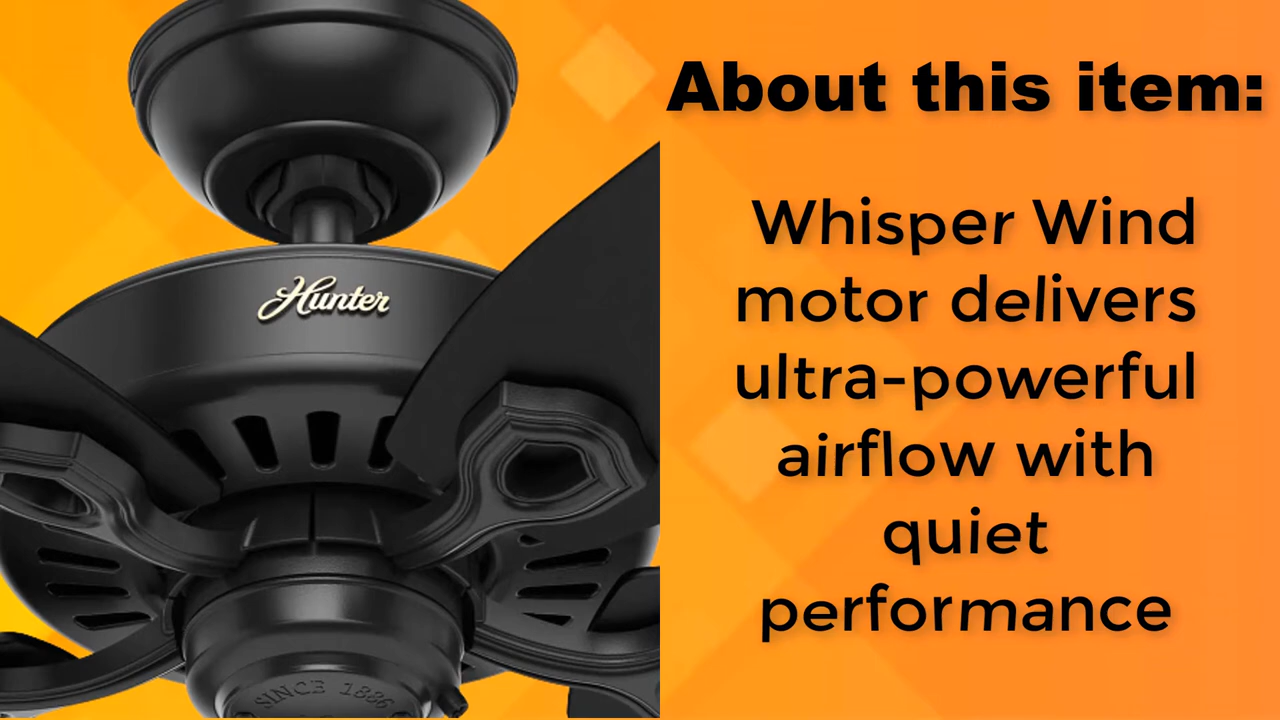 About this item:
Whisper Wind
motor delivers
ultra-powerful
airflow with
quiet
performance
Hunter
SINCE 1886